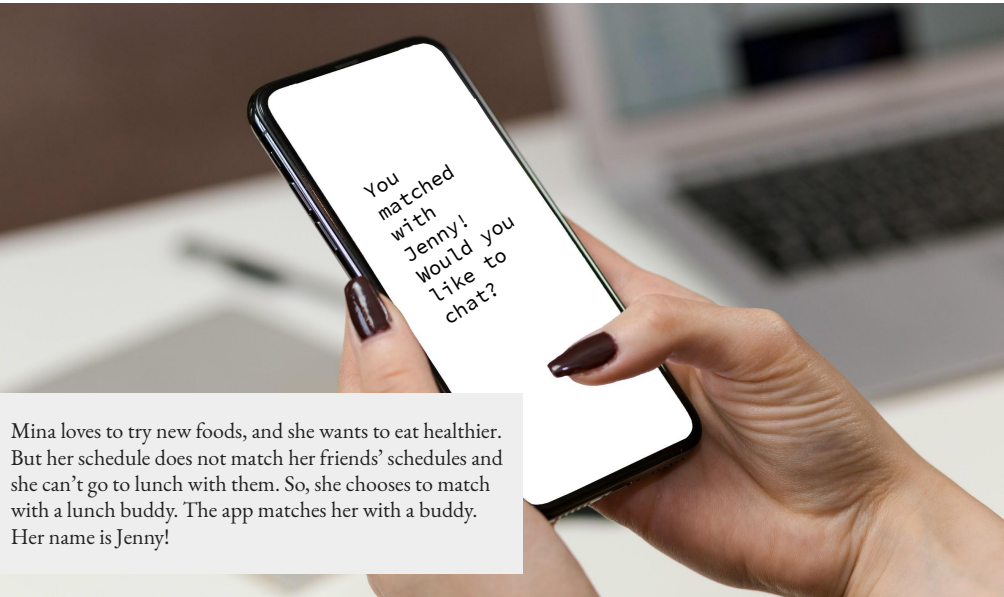 You
matched
with
Jenny!
Would you
like to
chat?
Mina loves to try new foods, and she wants to eat healthier.
But her schedule does not match her friends’ schedules and
she can’t go to lunch with them. So, she chooses to match
with a lunch buddy. The app matches her with a buddy.
Her name is Jenny!